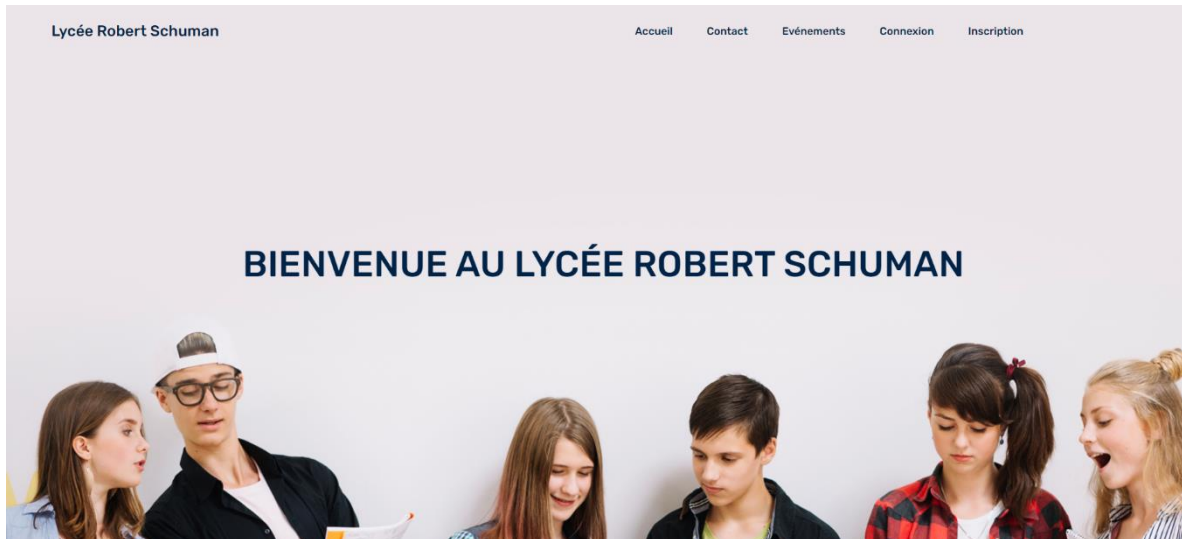 Lycée Robert Schuman
Accueil Contact Evénements Connexion Inscription
BIENVENUE AU LYCÉE ROBERT SCHUMAN